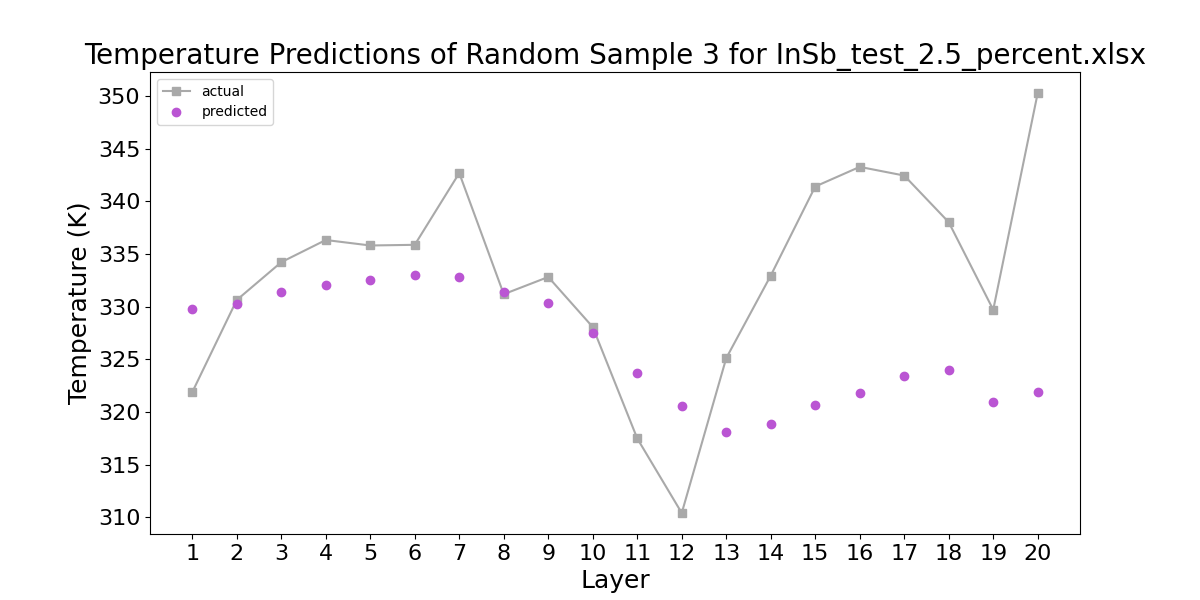 Temperature Predictions of Random Sample 3 for InSb_test_2.5_percent.xlsx
actual
predicted
Temperature (K)
350
345
340
335
330
325
320
315
310
1 2 3 4 5 6 7 8 9 10 11 12 13 14 15 16 17 18 19 20
Layer